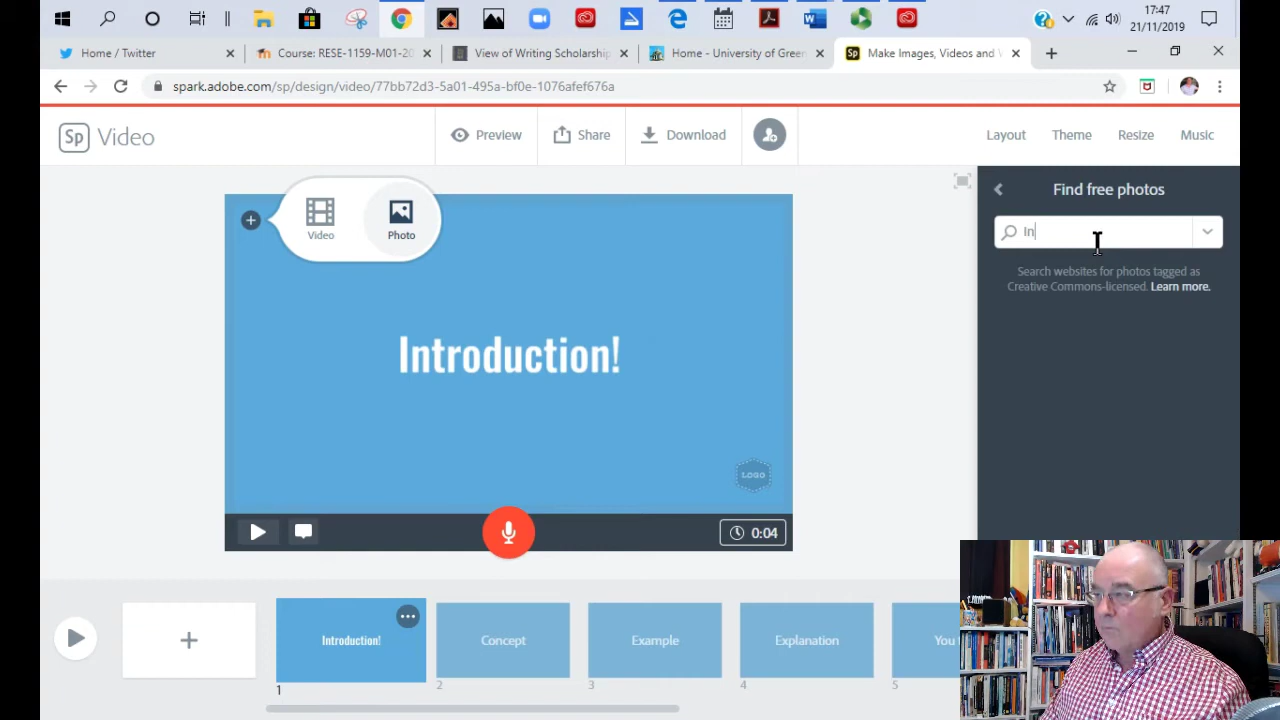 17:47
21/11/2019
Home / Twitter
Course: RESE-1159-M01-20
View of Writing Scholarship
Home - University of Green
Sp
Make Images, Videos and W
spark.adobe.com/sp/design/video/77bb72d3-5a01-495a-bf0e-1076afef676a
Sp Video
Preview
Share
Download
Layout
Theme
Resize
Music
Video
Photo
Find free photos
In
Search websites for photos tagged as
Creative Commons-licensed. Learn more.
Introduction!
LOGO
0:04
Introduction!
Concept
Example
Explanation
You
1
2
3
4
5